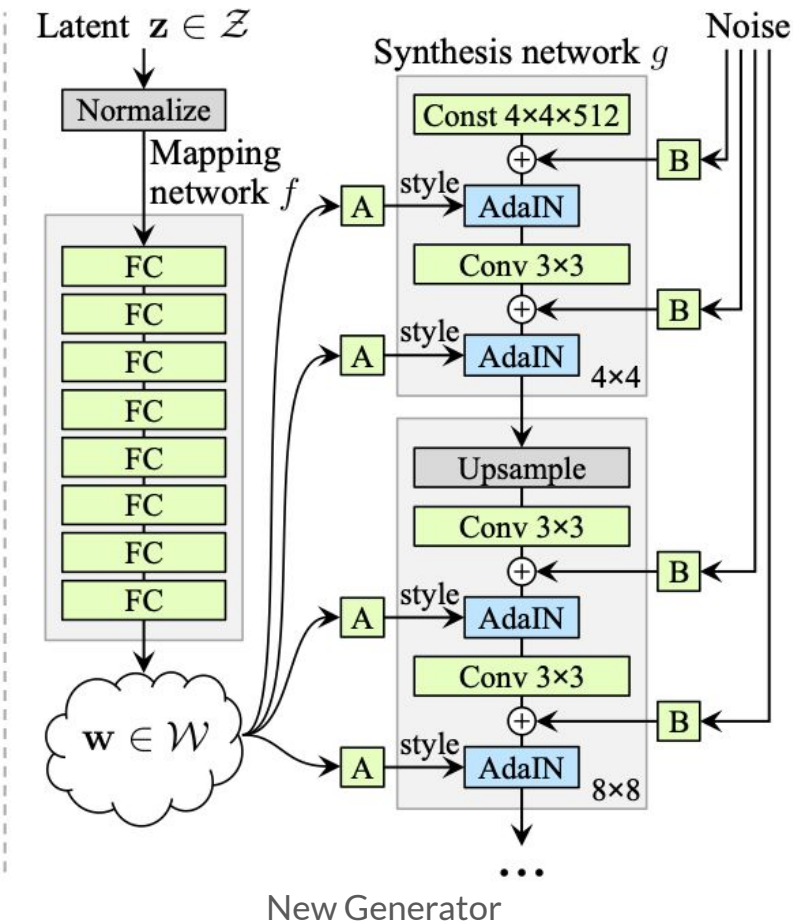 Latent z ∈ 𝒵
Normalize
Mapping
network f
FC
FC
FC
FC
FC
FC
FC
FC
w ∈ 𝒲
Synthesis network g
Noise
Const 4×4×512
B
A
style
AdaIN
Conv 3×3
B
A
style
AdaIN
4×4
Upsample
Conv 3×3
B
A
style
AdaIN
Conv 3×3
B
A
style
AdaIN
8×8
...
New Generator